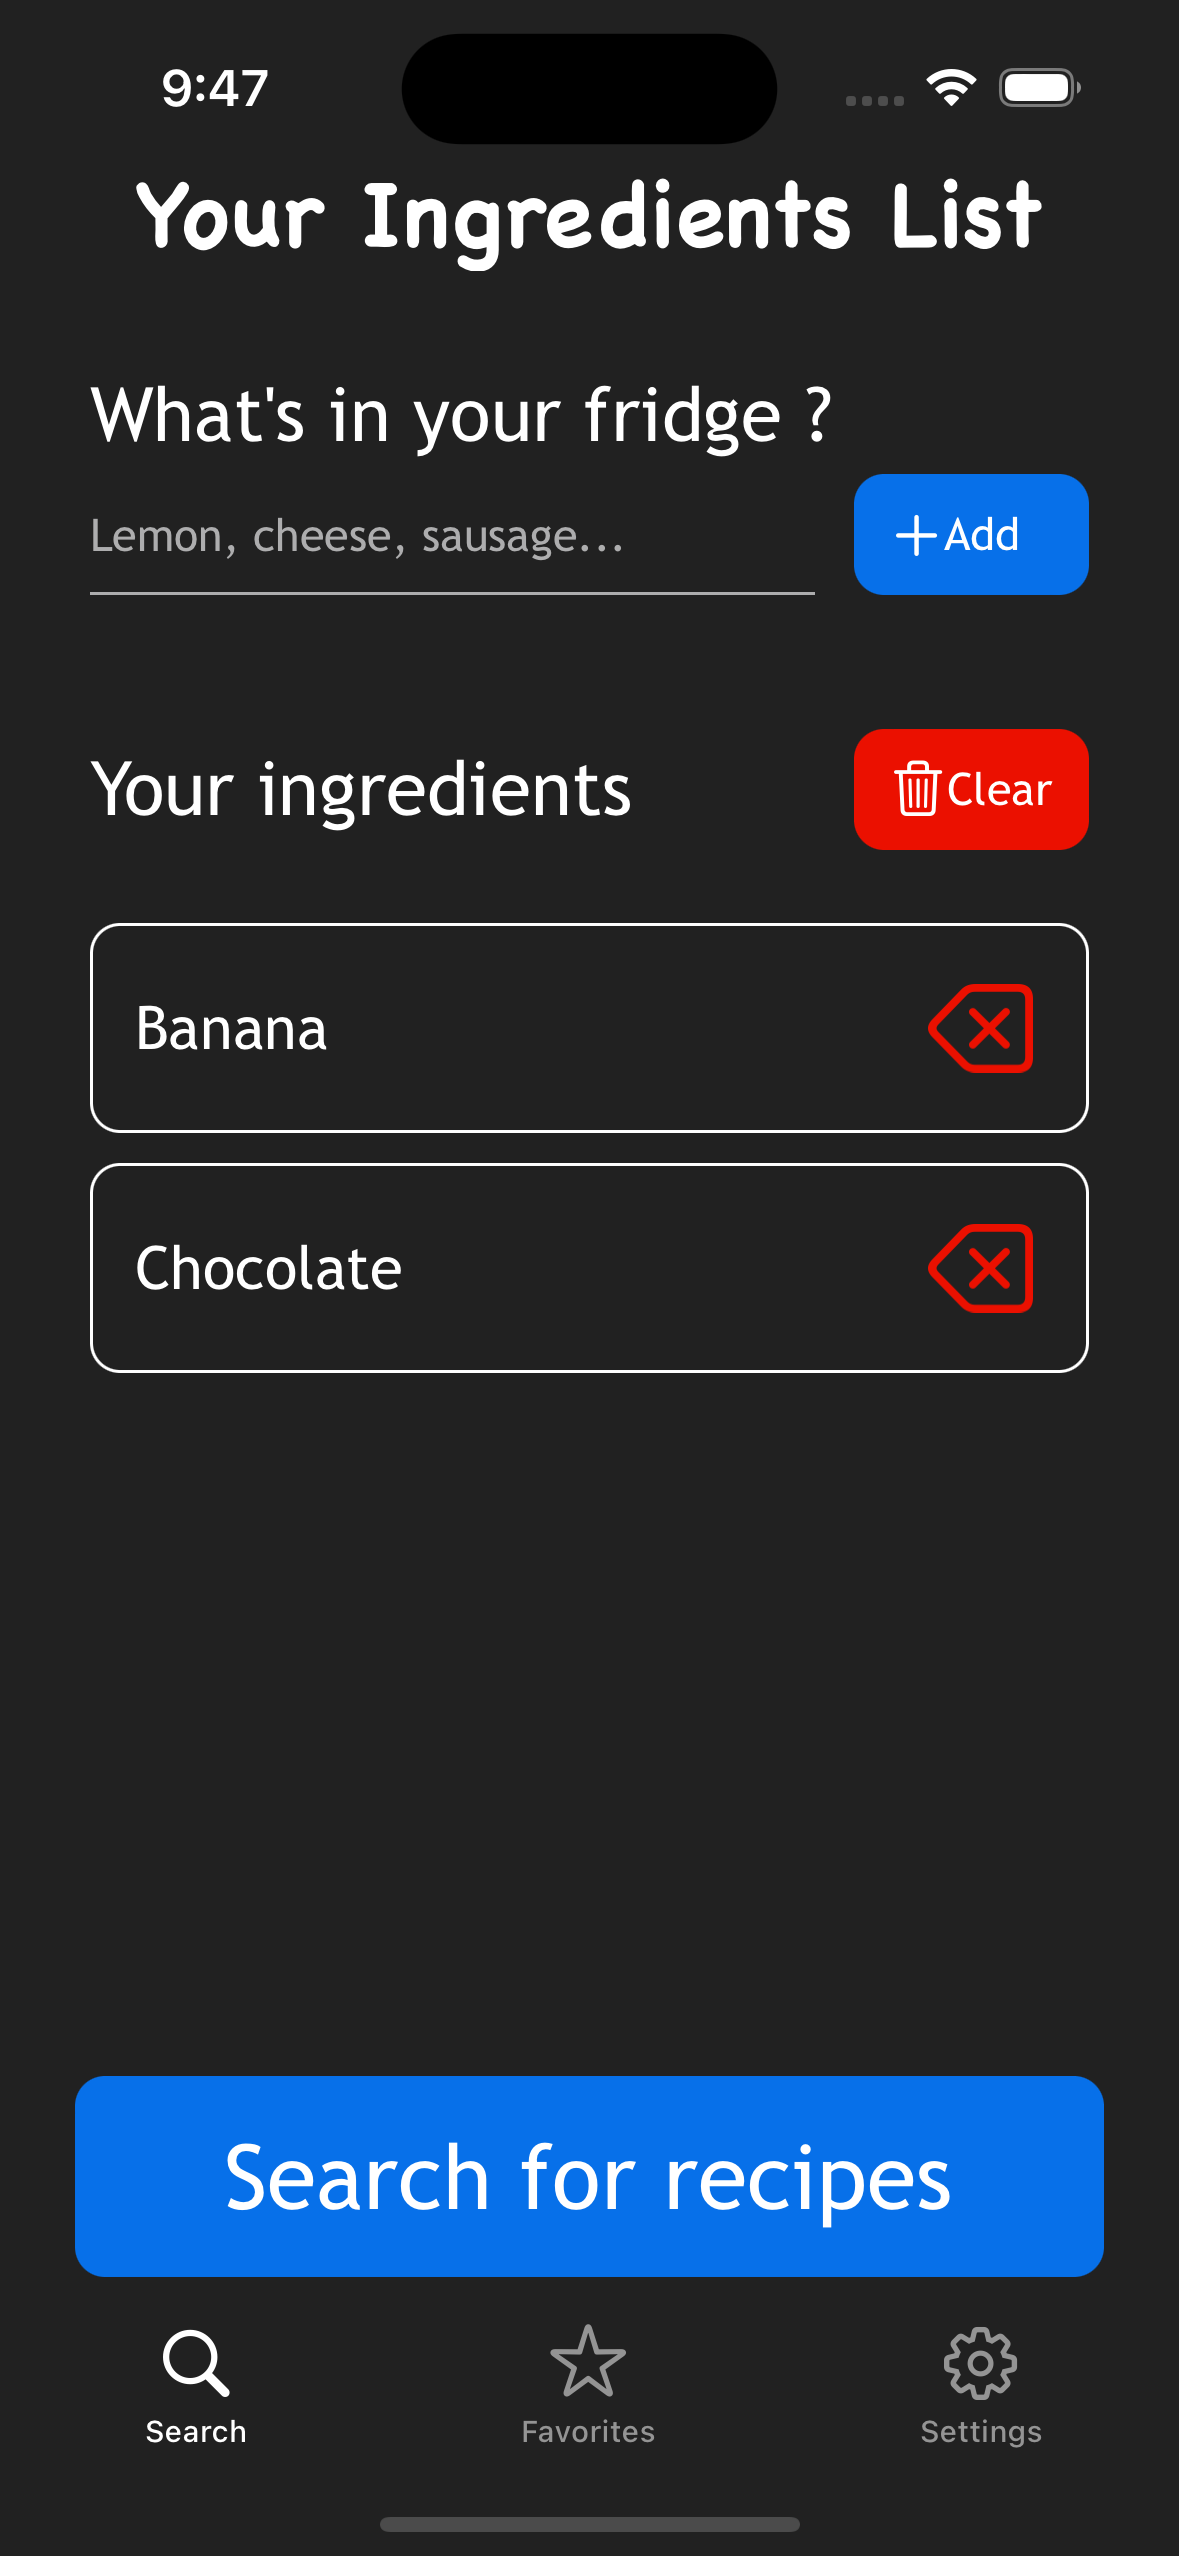 9:47
Your Ingredients List
What's in your fridge ?
Lemon, cheese, sausage...
Add
Your ingredients
Clear
Banana
Chocolate
Search for recipes
Search
Favorites
Settings